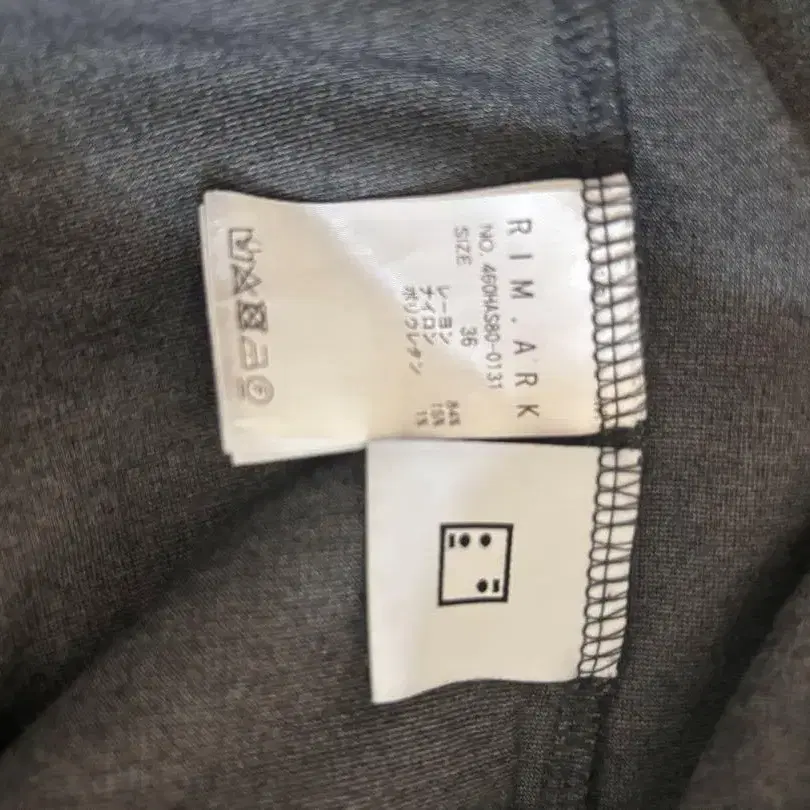 RIM.ARK
NO. 460HAS80-0131
SIZE 36
レーヨン 84%
ナイロン 15%
ポリウレタン 1%